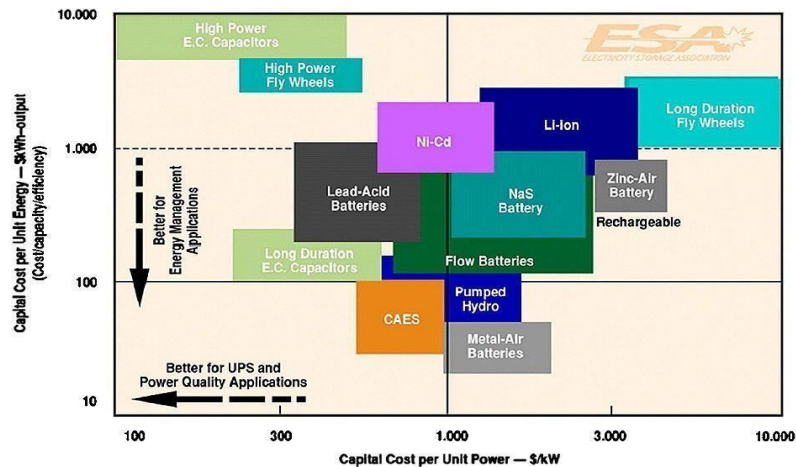 10.000
High Power
E.C. Capacitors
ESA
ELECTRICITY STORAGE ASSOCIATION
High Power
Fly Wheels
Long Duration
Fly Wheels
Li-Ion
Ni-Cd
Capital Cost per Unit Energy — $kWh–output
(Cost/capacity/efficiency)
1.000
Better for
Energy Management
Applications
Lead-Acid
Batteries
NaS
Battery
Zinc-Air
Battery
Rechargeable
Long Duration
E.C. Capacitors
Flow Batteries
100
Pumped
Hydro
CAES
Metal-Air
Batteries
Better for UPS and
Power Quality Applications
10
100
300
1.000
3.000
10.000
Capital Cost per Unit Power — $/kW